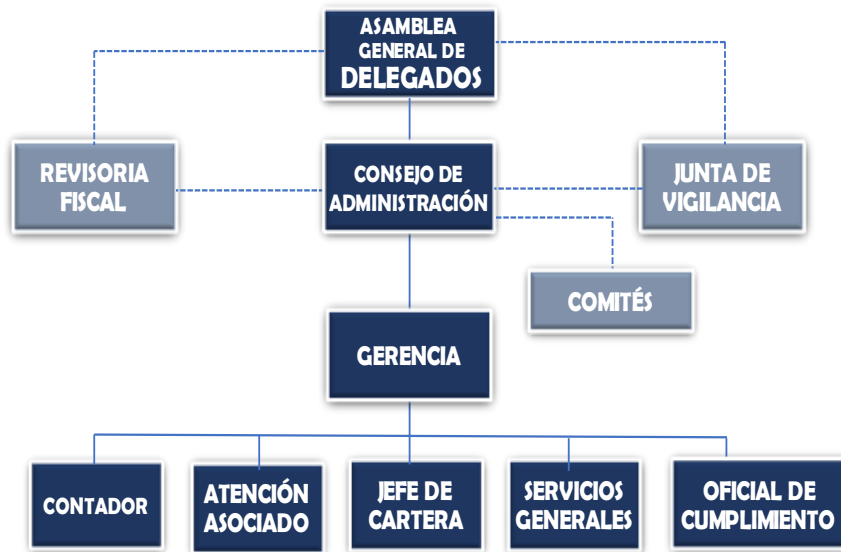 ASAMBLEA
GENERAL DE
DELEGADOS
REVISORIA
FISCAL
CONSEJO DE
ADMINISTRACIÓN
JUNTA DE
VIGILANCIA
COMITÉS
GERENCIA
CONTADOR
ATENCIÓN
ASOCIADO
JEFE DE
CARTERA
SERVICIOS
GENERALES
OFICIAL DE
CUMPLIMIENTO